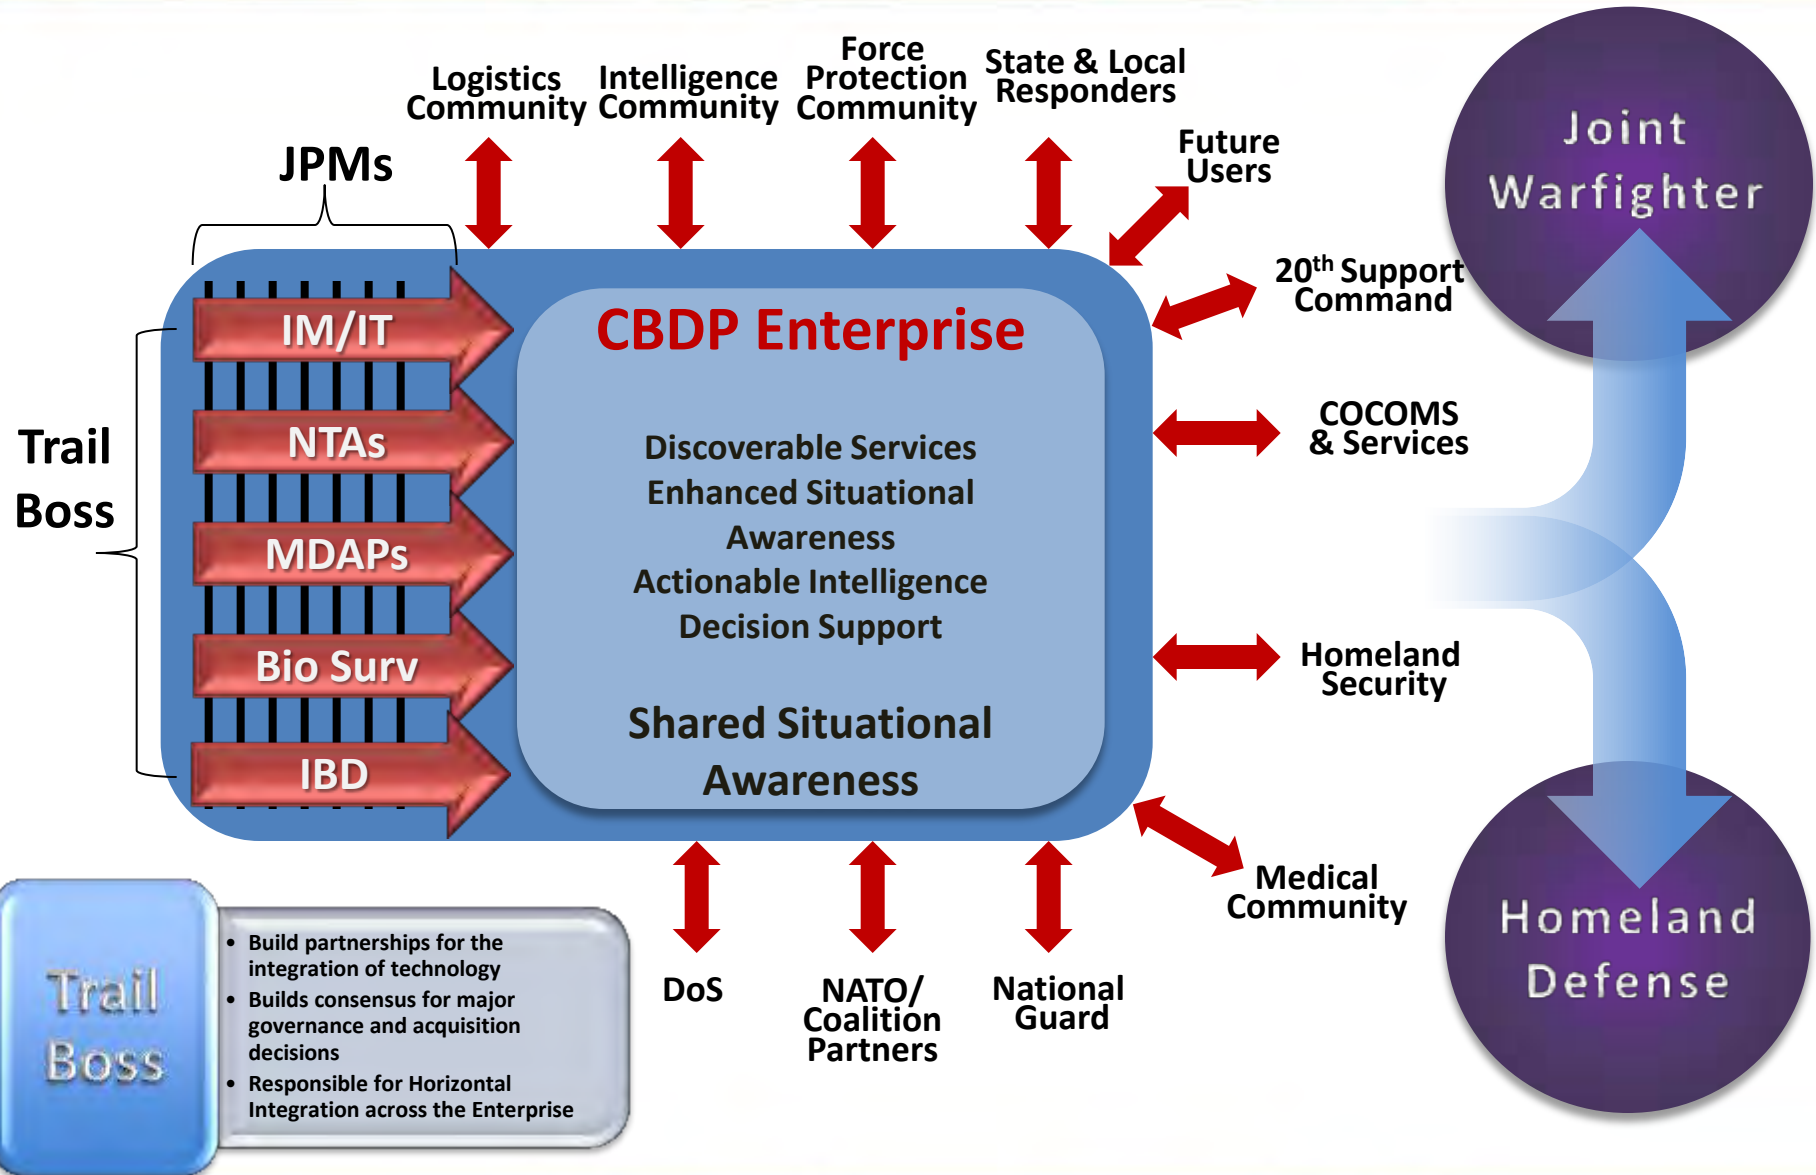 Logistics
Community
Intelligence
Community
Force
Protection
Community
State & Local
Responders
Future
Users
JPMs
20th Support
Command
COCOMS
& Services
Homeland
Security
Medical
Community
Trail
Boss
IM/IT
NTAs
MDAPs
Bio Surv
IBD
CBDP Enterprise
Discoverable Services
Enhanced Situational
Awareness
Actionable Intelligence
Decision Support
Shared Situational
Awareness
Joint
Warfighter
Homeland
Defense
DoS
NATO/
Coalition
Partners
National
Guard
Trail
Boss
• Build partnerships for the
integration of technology
• Builds consensus for major
governance and acquisition
decisions
• Responsible for Horizontal
Integration across the Enterprise